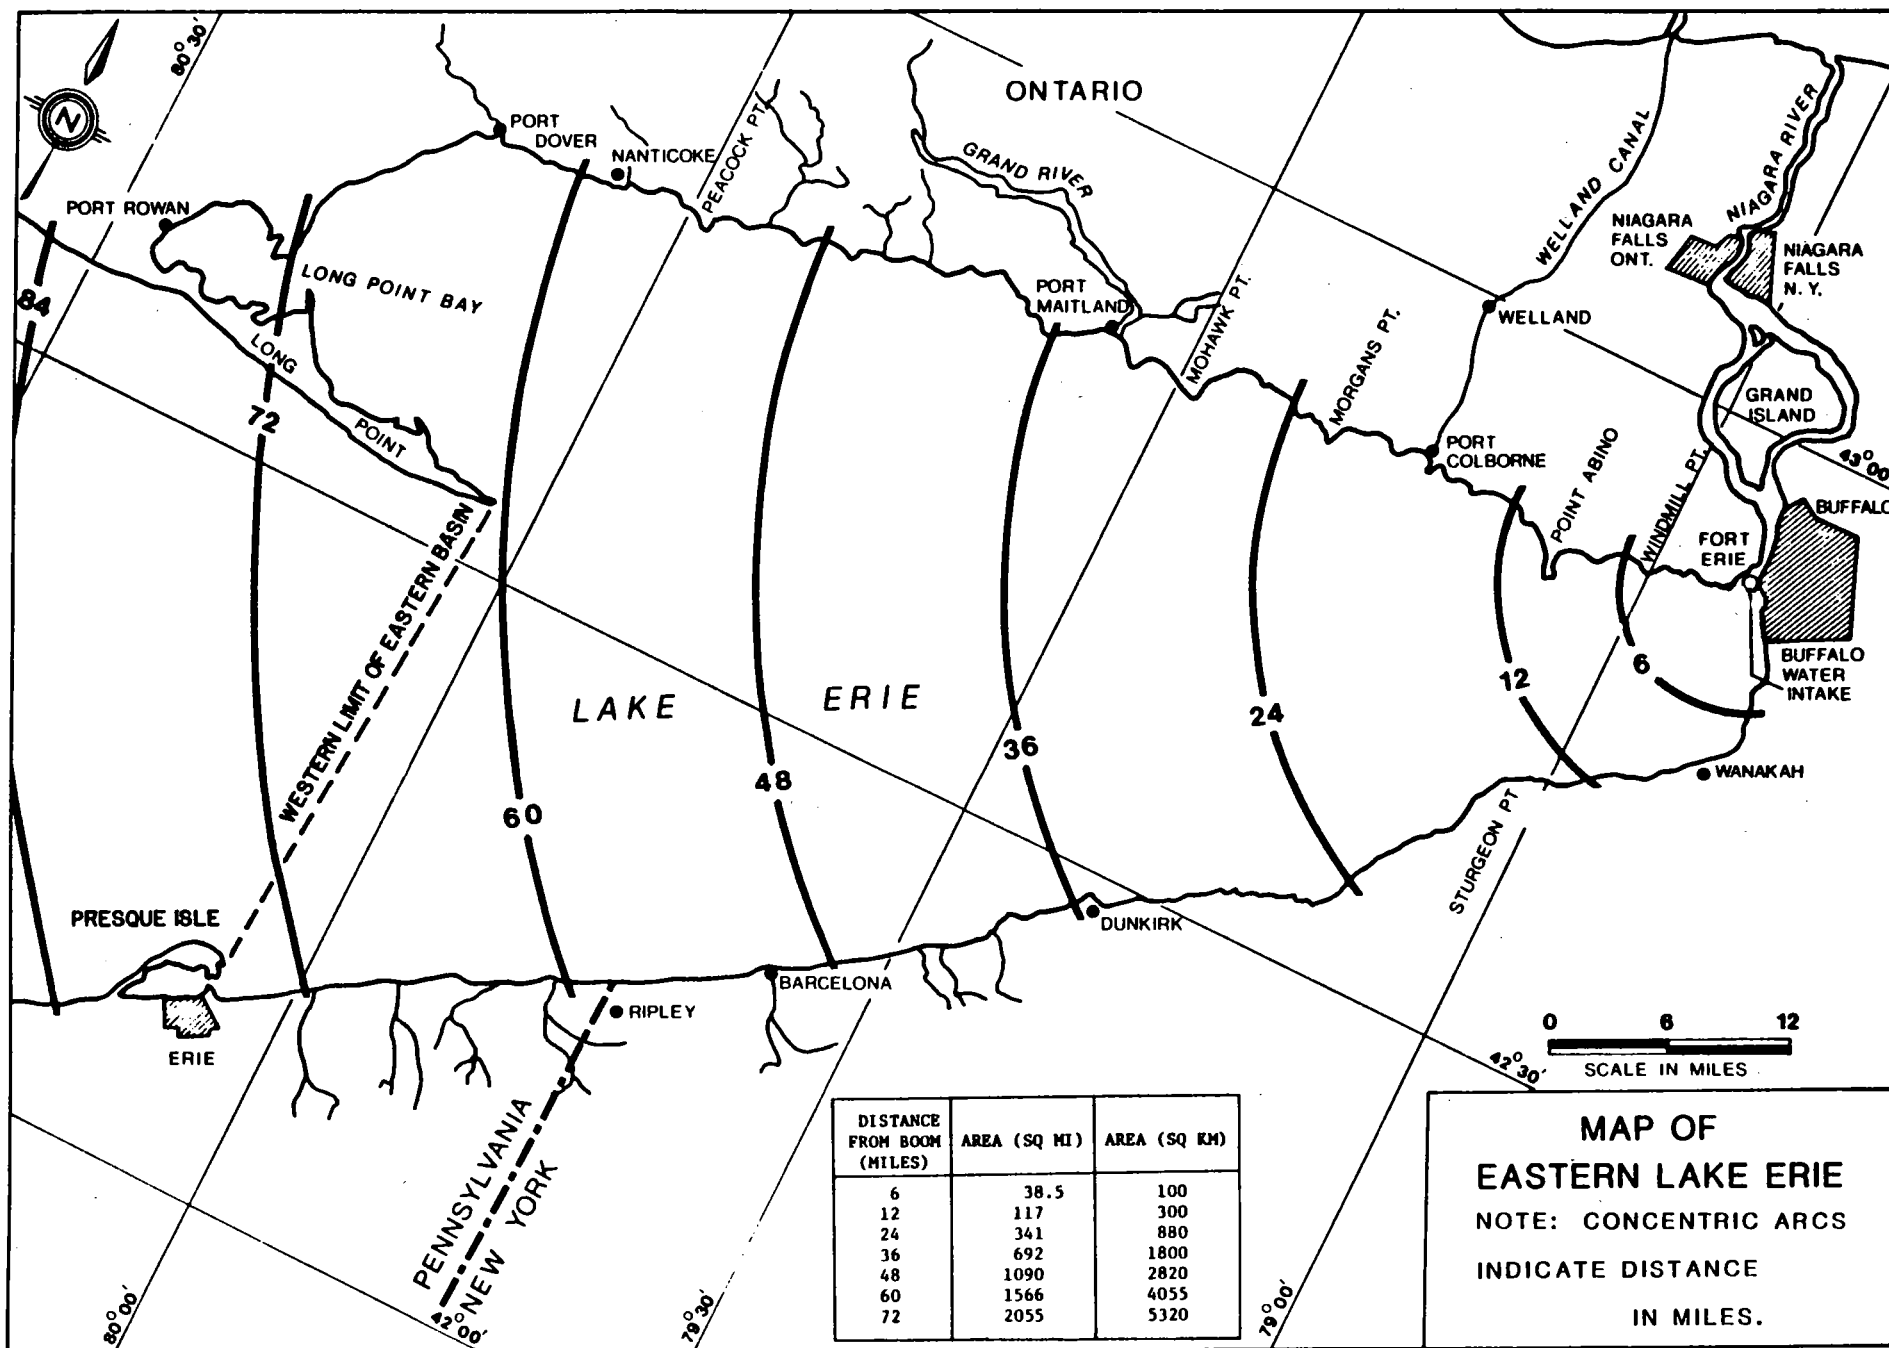 80°30'
N
PORT
DOVER
NANTICOKE
PEACOCK PT.
ONTARIO
GRAND RIVER
WELLAND CANAL
NIAGARA RIVER
NIAGARA
FALLS
ONT.
NIAGARA
FALLS
N.Y.
PORT ROWAN
LONG POINT BAY
LONG
POINT
PORT
MAITLAND
MOHAWK PT.
MORGANS PT.
WELLAND
GRAND
ISLAND
43°00'
PORT
COLBORNE
POINT ABINO
WINDMILL PT.
FORT
ERIE
BUFFALO
BUFFALO
WATER
INTAKE
WANAKAH
STURGEON PT
84
72
60
48
36
24
12
6
LAKE ERIE
WESTERN LIMIT OF EASTERN BASIN
PRESQUE ISLE
ERIE
RIPLEY
BARCELONA
DUNKIRK
PENNSYLVANIA
NEW YORK
80°00'
42°00'
79°30'
79°00'
42°30'
0 6 12
SCALE IN MILES
DISTANCE
FROM BOOM
(MILES)
AREA (SQ MI)
AREA (SQ KM)
6 38.5 100
12 117 300
24 341 880
36 692 1800
48 1090 2820
60 1566 4055
72 2055 5320
MAP OF
EASTERN LAKE ERIE
NOTE: CONCENTRIC ARCS
INDICATE DISTANCE
IN MILES.